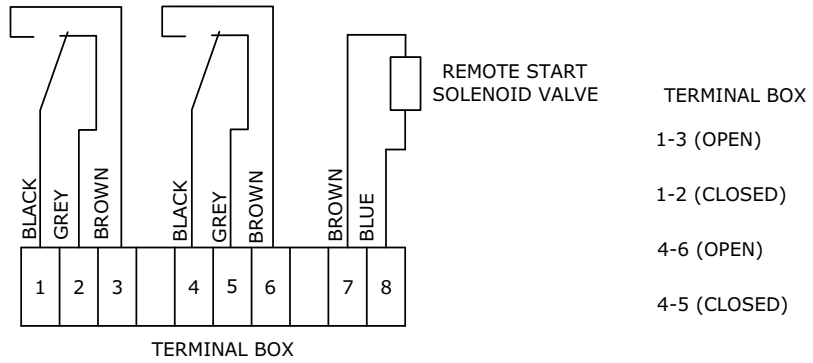 REMOTE START
SOLENOID VALVE
TERMINAL BOX
1-3 (OPEN)
1-2 (CLOSED)
4-6 (OPEN)
4-5 (CLOSED)
BLACK
GREY
BROWN
BLACK
GREY
BROWN
BROWN
BLUE
1 2 3 4 5 6 7 8
TERMINAL BOX